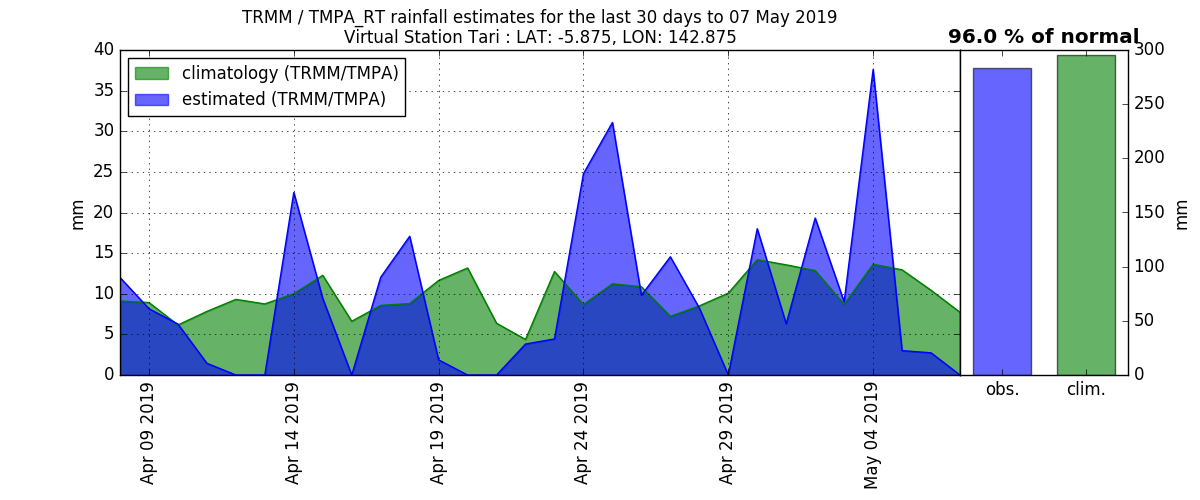 TRMM / TMPA_RT rainfall estimates for the last 30 days to 07 May 2019
Virtual Station Tari : LAT: -5.875, LON: 142.875
96.0 % of normal
climatology (TRMM/TMPA)
estimated (TRMM/TMPA)
mm
40
35
30
25
20
15
10
5
0
Apr 09 2019
Apr 14 2019
Apr 19 2019
Apr 24 2019
Apr 29 2019
May 04 2019
obs.
clim.
300
250
200
150
100
50
0
mm